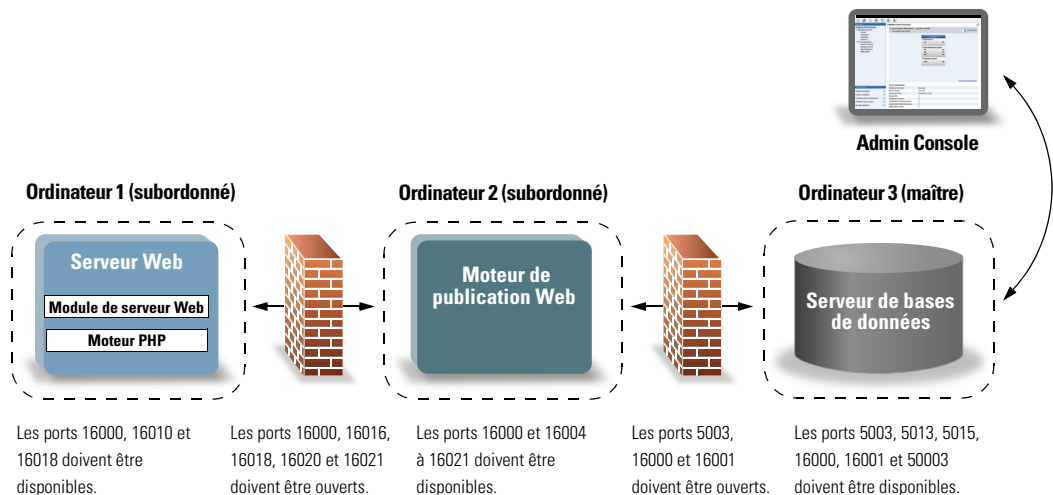 Admin Console
Ordinateur 1 (subordonné)
Ordinateur 2 (subordonné)
Ordinateur 3 (maître)
Serveur Web
Module de serveur Web
Moteur PHP
Moteur de
publication Web
Serveur de bases
de données
Les ports 16000, 16010 et
16018 doivent être
disponibles.
Les ports 16000, 16016,
16018, 16020 et 16021
doivent être ouverts.
Les ports 16000 et 16004
à 16021 doivent être
disponibles.
Les ports 5003,
16000 et 16001
doivent être ouverts.
Les ports 5003, 5013, 5015,
16000, 16001 et 50003
doivent être disponibles.